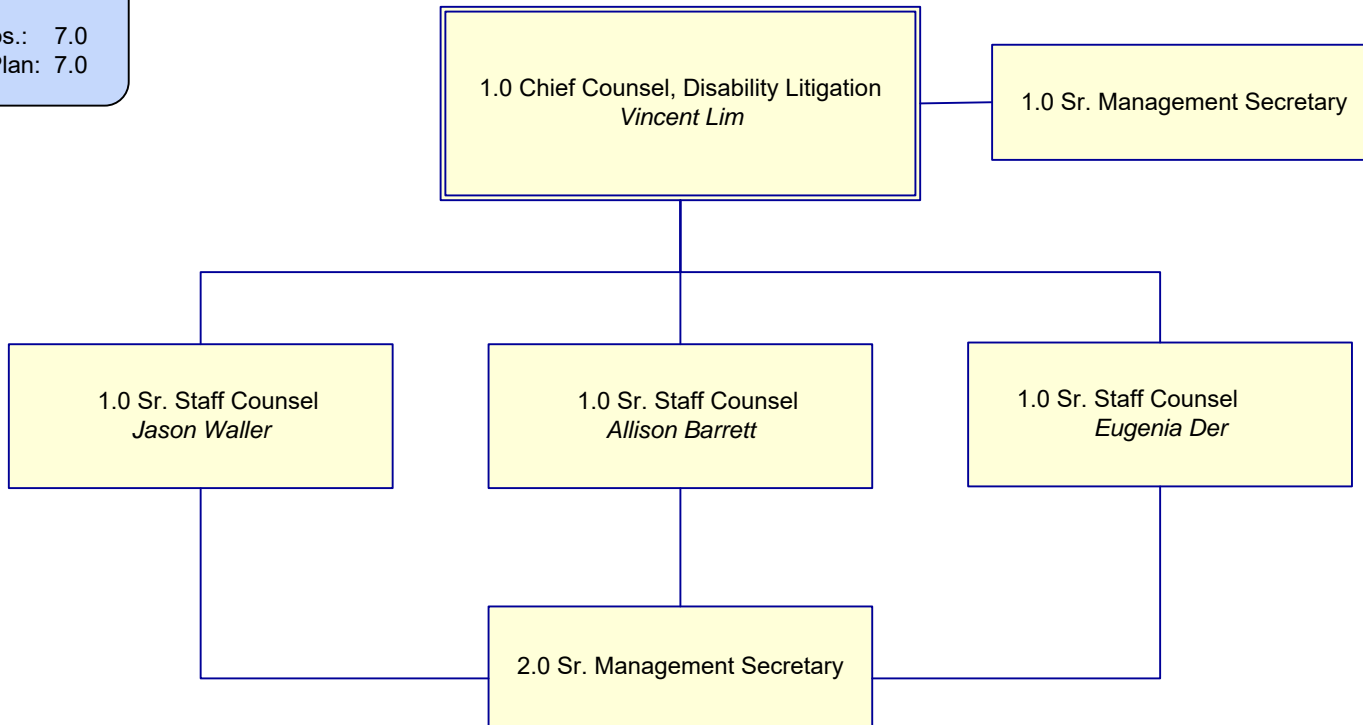 7.0
7.0
1.0 Chief Counsel, Disability Litigation
Vincent Lim
1.0 Sr. Management Secretary
1.0 Sr. Staff Counsel
Jason Waller
1.0 Sr. Staff Counsel
Allison Barrett
1.0 Sr. Staff Counsel
Eugenia Der
2.0 Sr. Management Secretary